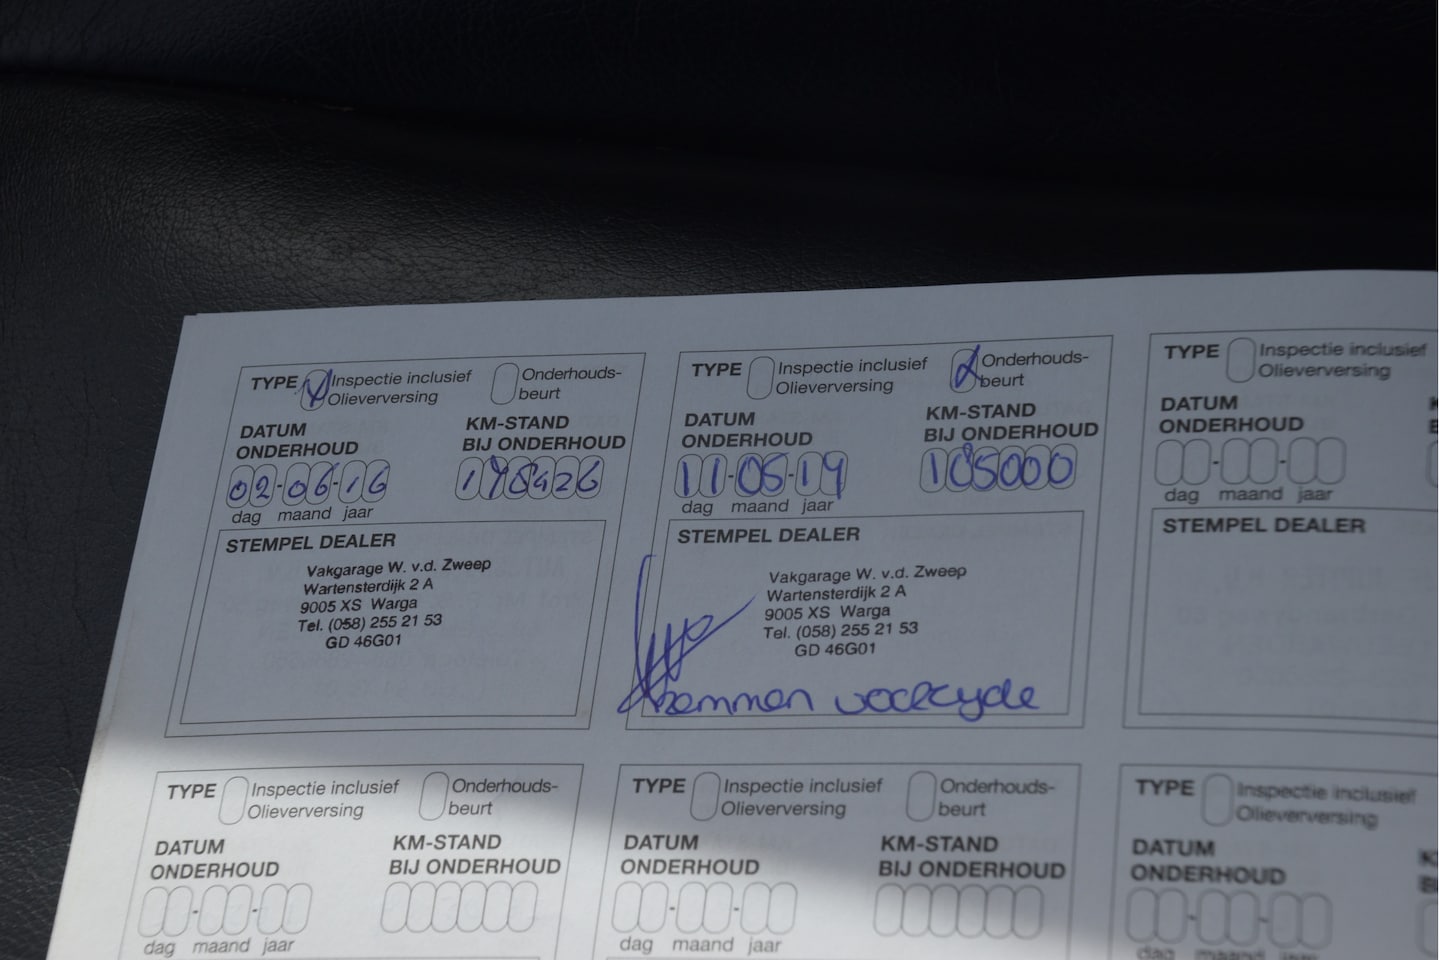 TYPE Inspectie inclusief Olieverversing Onderhouds-beurt
DATUM ONDERHOUD
KM-STAND BIJ ONDERHOUD
02-06-16
dag maand jaar
STEMPEL DEALER
Vakgarage W. v.d. Zweep
Wartensterdijk 2 A
9005 XS Warga
Tel. (058) 255 21 53
GD 46G01
TYPE Inspectie inclusief Olieverversing Onderhouds-beurt
DATUM ONDERHOUD
KM-STAND BIJ ONDERHOUD
11-05-19 185000
dag maand jaar
STEMPEL DEALER
Vakgarage W. v.d. Zweep
Wartensterdijk 2 A
9005 XS Warga
Tel. (058) 255 21 53
GD 46G01
TYPE Inspectie inclusief Olieverversing
DATUM ONDERHOUD
dag maand jaar
STEMPEL DEALER
TYPE Inspectie inclusief Olieverversing Onderhouds-beurt
DATUM ONDERHOUD
KM-STAND BIJ ONDERHOUD
dag maand jaar
TYPE Inspectie inclusief Olieverversing Onderhouds-beurt
DATUM ONDERHOUD
KM-STAND BIJ ONDERHOUD
dag maand jaar
TYPE Inspectie inclusief Olieverversing
DATUM ONDERHOUD
dag maand jaar